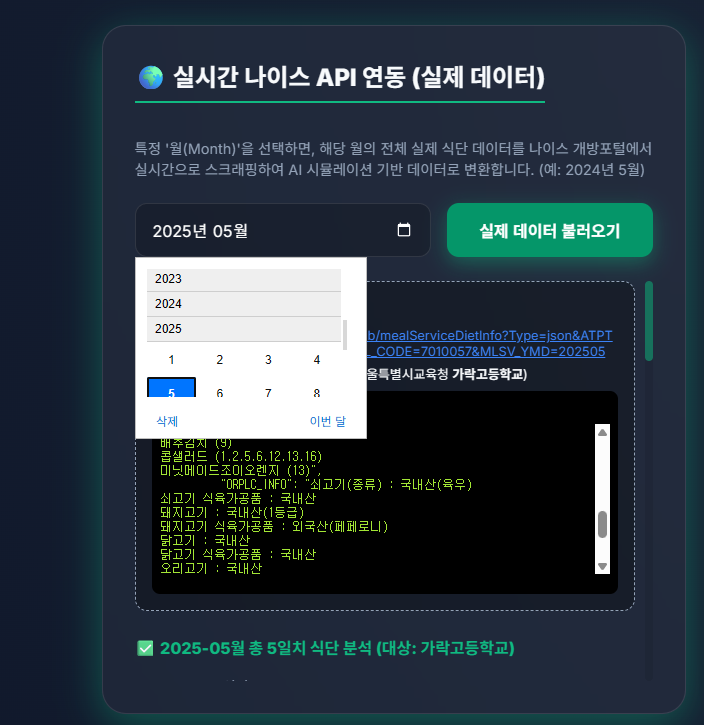 🌍 실시간 나이스 API 연동 (실제 데이터)
특정 '월(Month)'을 선택하면, 해당 월의 전체 실제 식단 데이터를 나이스 개방포털에서
실시간으로 스크래핑하여 AI 시뮬레이션 기반 데이터로 변환합니다. (예: 2024년 5월)
2025년 05월
실제 데이터 불러오기
2023
2024
2025
1 2 3 4
5 6 7 8
삭제 이번 달
b/mealServiceDietInfo?Type=json&ATPT
_CODE=7010057&MLSV_YMD=202505
울특별시교육청 가락고등학교)
배추김치 (9)
콥샐러드 (1.2.5.6.12.13.16)
미닛메이드조이오렌지 (13)",
"ORPLC_INFO": "쇠고기(종류) : 국내산(육우)
쇠고기 식육가공품 : 국내산
돼지고기 : 국내산(1등급)
돼지고기 식육가공품 : 외국산(페페로니)
닭고기 : 국내산
닭고기 식육가공품 : 국내산
오리고기 : 국내산
✅ 2025-05월 총 5일치 식단 분석 (대상: 가락고등학교)